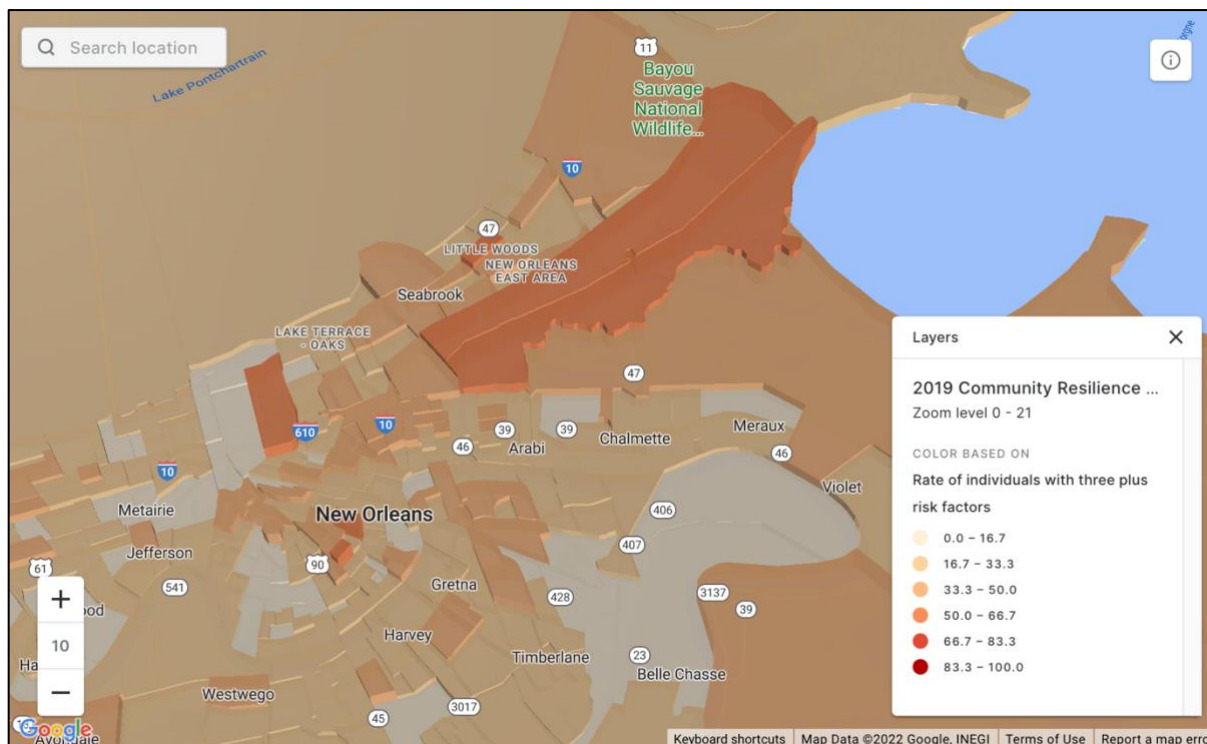 Search location
Lake Pontchartrain
11
Bayou
Sauvage
National
Wildlife...
10
47
LITTLE WOODS
NEW ORLEANS
EAST AREA
Seabrook
LAKE TERRACE
- OAKS
47
610
10
39
39
46
Arabi
Chalmette
Meraux
46
10
Metairie
New Orleans
Violet
406
Jefferson
407
90
61
541
Gretna
428
3137
39
Harvey
Timberlane
23
Belle Chasse
Westwego
3017
45
+
10
−
Google
Layers
2019 Community Resilience ...
Zoom level 0 - 21
COLOR BASED ON
Rate of individuals with three plus
risk factors
0.0 – 16.7
16.7 – 33.3
33.3 – 50.0
50.0 – 66.7
66.7 – 83.3
83.3 – 100.0
Keyboard shortcuts
Map Data ©2022 Google, INEGI
Terms of Use
Report a map erro